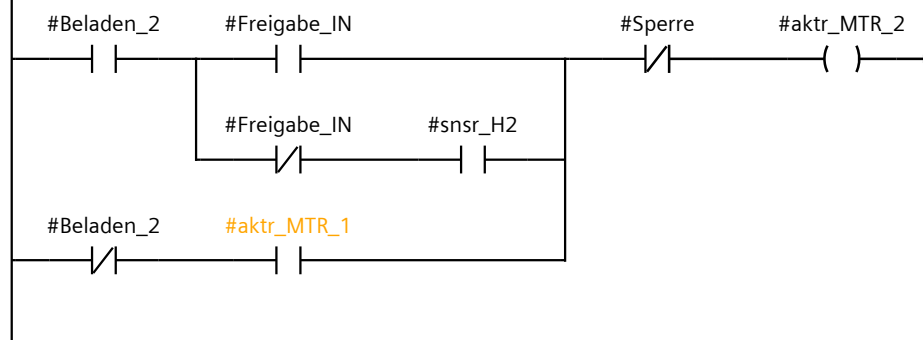 #Beladen_2 #Freigabe_IN #Sperre #aktr_MTR_2
#Freigabe_IN #snsr_H2
#Beladen_2 #aktr_MTR_1